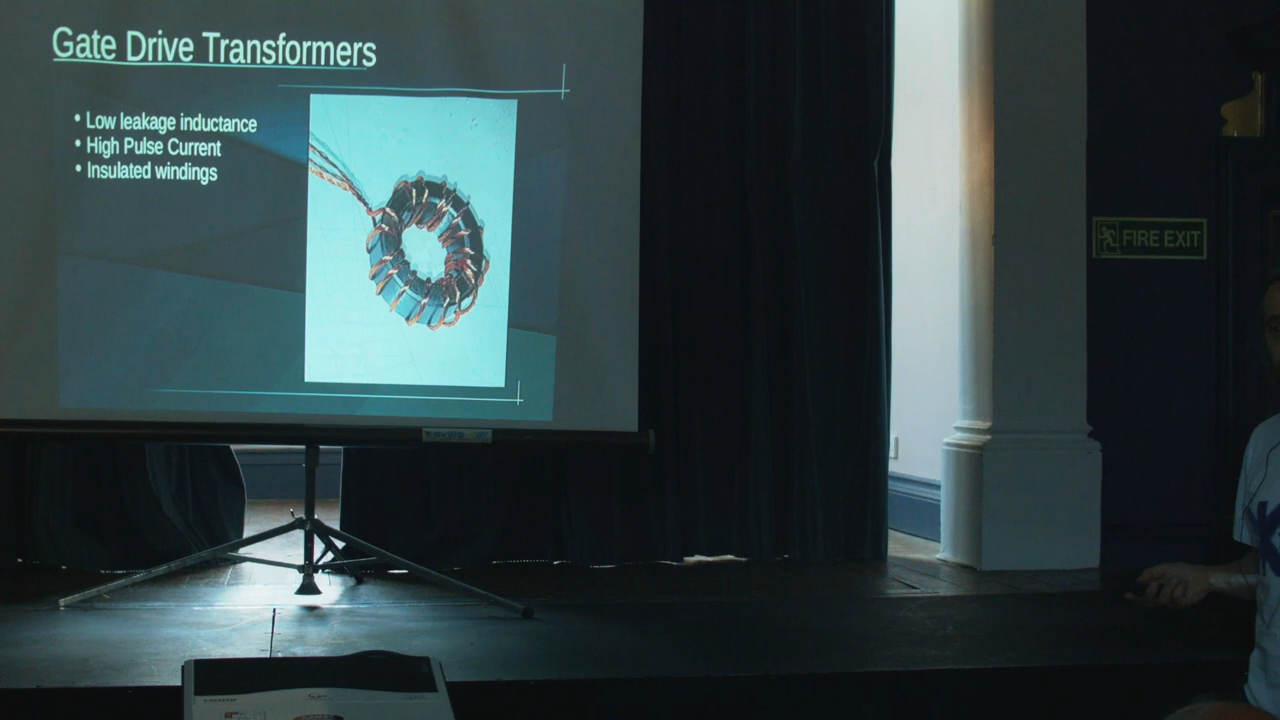 Gate Drive Transformers
• Low leakage inductance
• High Pulse Current
• Insulated windings
FIRE EXIT